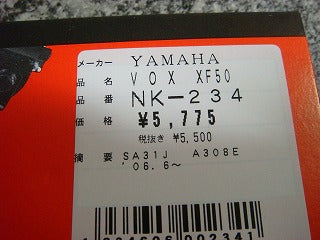 メーカー YAMAHA
品 名 VOX XF50
品 番 NK-234
価 格 ¥5,775
税抜き ¥5,500
摘 要 SA31J A308E
'06.6~